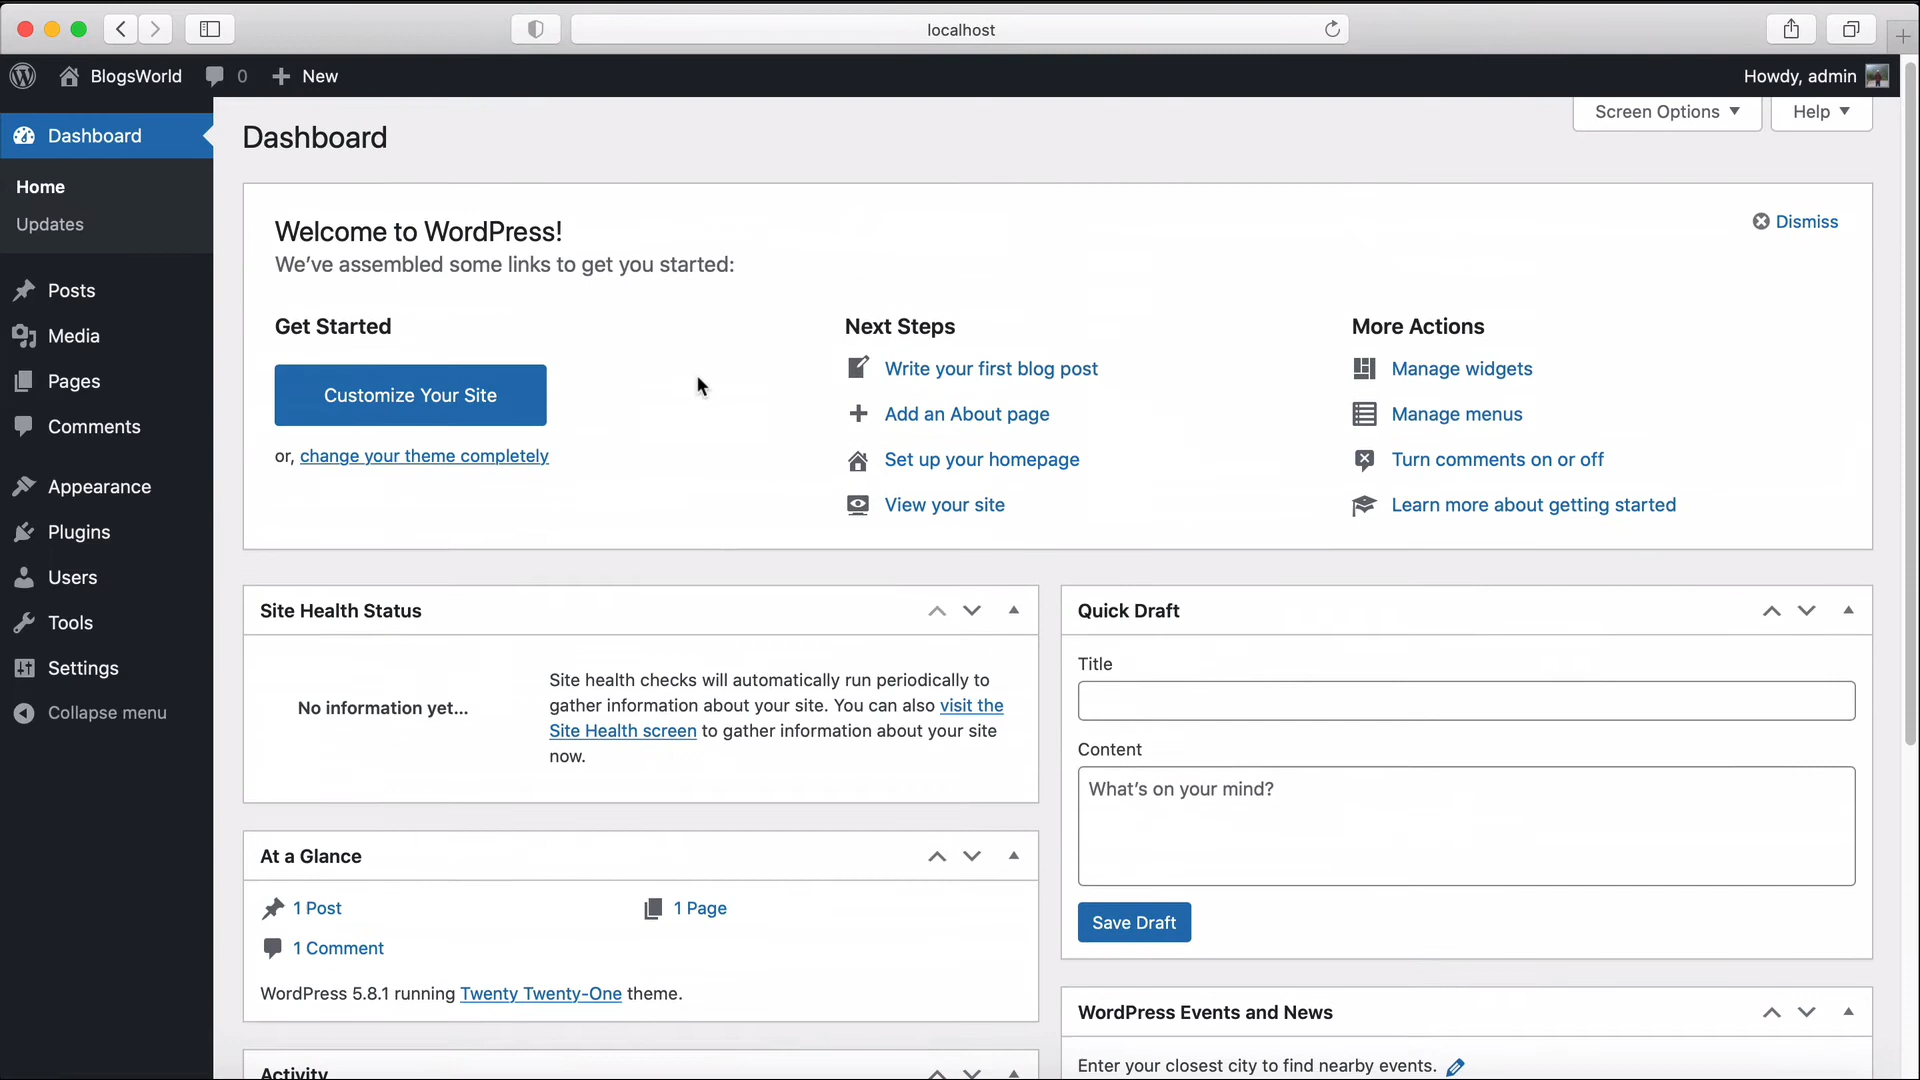 localhost
BlogsWorld 0 New Howdy, admin
Screen Options Help
Dashboard
Home
Updates
Posts
Media
Pages
Comments
Appearance
Plugins
Users
Tools
Settings
Collapse menu
Dashboard
Welcome to WordPress!
We've assembled some links to get you started:
Dismiss
Get Started
Customize Your Site
or, change your theme completely
Next Steps
Write your first blog post
Add an About page
Set up your homepage
View your site
More Actions
Manage widgets
Manage menus
Turn comments on or off
Learn more about getting started
Site Health Status
No information yet...
Site health checks will automatically run periodically to
gather information about your site. You can also visit the
Site Health screen to gather information about your site
now.
At a Glance
1 Post
1 Page
1 Comment
WordPress 5.8.1 running Twenty Twenty-One theme.
Activity
Quick Draft
Title
Content
What's on your mind?
Save Draft
WordPress Events and News
Enter your closest city to find nearby events.